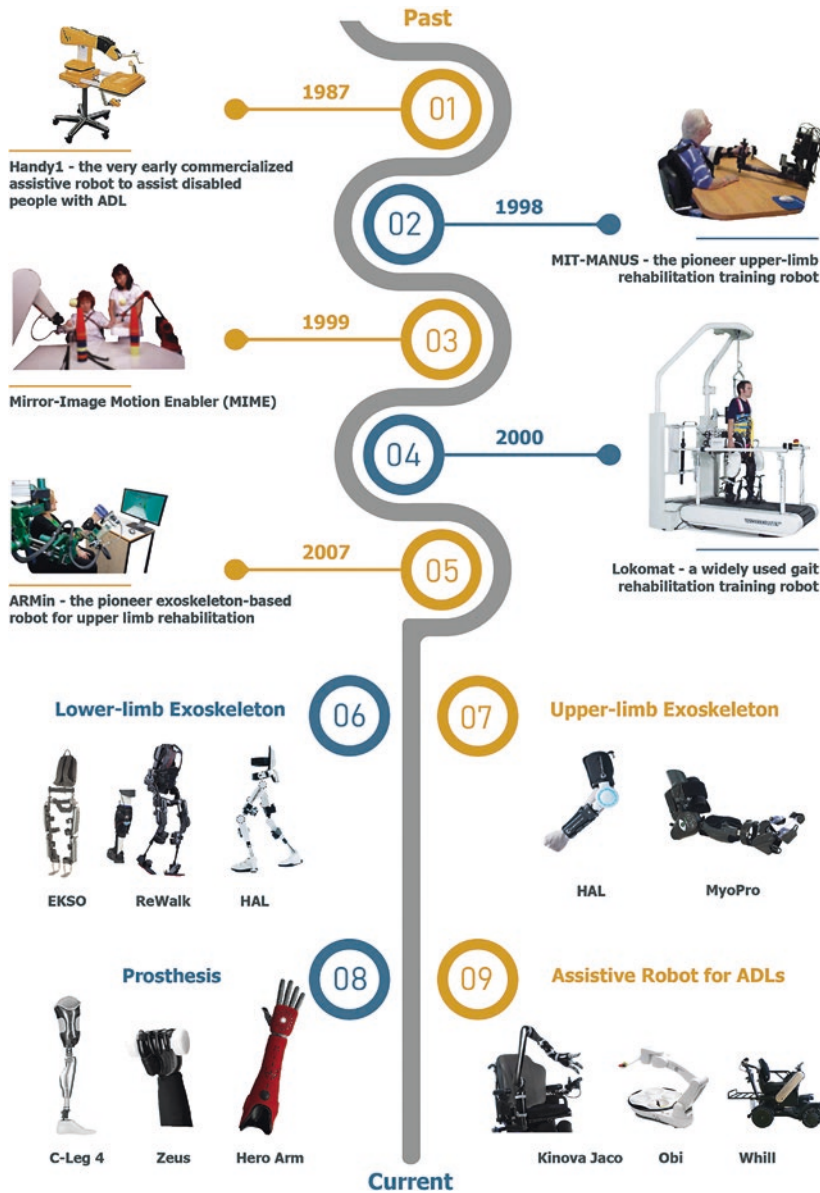 Past
1987
01
Handy1 - the very early commercialized
assistive robot to assist disabled
people with ADL
02
1998
MIT-MANUS - the pioneer upper-limb
rehabilitation training robot
1999
03
Mirror-Image Motion Enabler (MIME)
04
2000
Lokomat - a widely used gait
rehabilitation training robot
2007
05
ARMin - the pioneer exoskeleton-based
robot for upper limb rehabilitation
Lower-limb Exoskeleton
06
EKSO
ReWalk
HAL
07
Upper-limb Exoskeleton
HAL
MyoPro
Prosthesis
08
C-Leg 4
Zeus
Hero Arm
09
Assistive Robot for ADLs
Kinova Jaco
Obi
Whill
Current